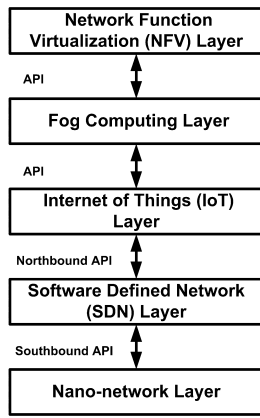 Network Function
Virtualization (NFV) Layer
API
Fog Computing Layer
API
Internet of Things (IoT)
Layer
Northbound API
Software Defined Network
(SDN) Layer
Southbound API
Nano-network Layer